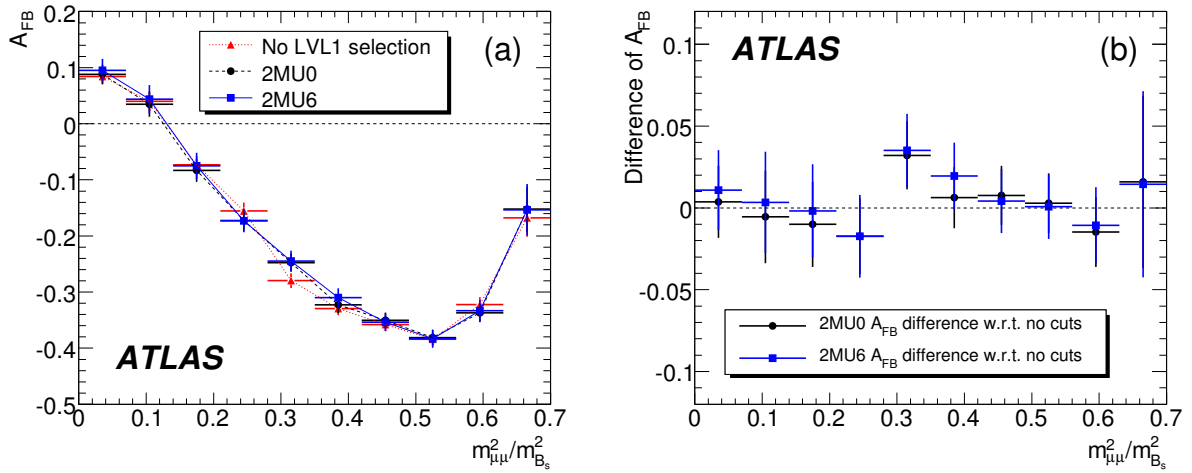 A_FB
0.2
0.1
0
-0.1
-0.2
-0.3
-0.4
-0.5
(a)
No LVL1 selection
2MU0
2MU6
ATLAS
0 0.1 0.2 0.3 0.4 0.5 0.6 0.7
m²_μμ/m²_Bs
Difference of A_FB
0.1
0.05
0
-0.05
-0.1
ATLAS
(b)
2MU0 A_FB difference w.r.t. no cuts
2MU6 A_FB difference w.r.t. no cuts
0 0.1 0.2 0.3 0.4 0.5 0.6 0.7
m²_μμ/m²_Bs